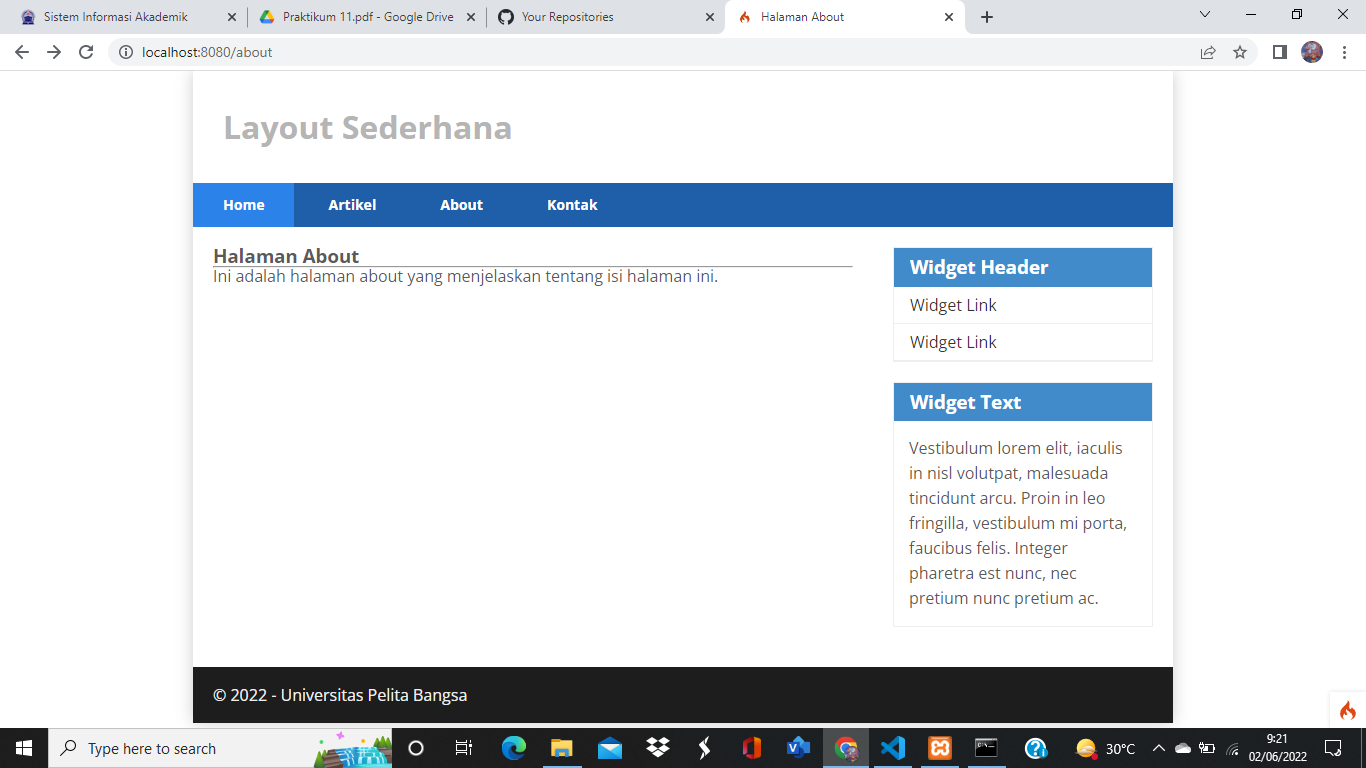 Sistem Informasi Akademik
Praktikum 11.pdf - Google Drive
Your Repositories
Halaman About
localhost:8080/about
Layout Sederhana
Home Artikel About Kontak
Halaman About
Ini adalah halaman about yang menjelaskan tentang isi halaman ini.
Widget Header
Widget Link
Widget Link
Widget Text
Vestibulum lorem elit, iaculis
in nisl volutpat, malesuada
tincidunt arcu. Proin in leo
fringilla, vestibulum mi porta,
faucibus felis. Integer
pharetra est nunc, nec
pretium nunc pretium ac.
© 2022 - Universitas Pelita Bangsa
Type here to search
30°C
9:21
02/06/2022